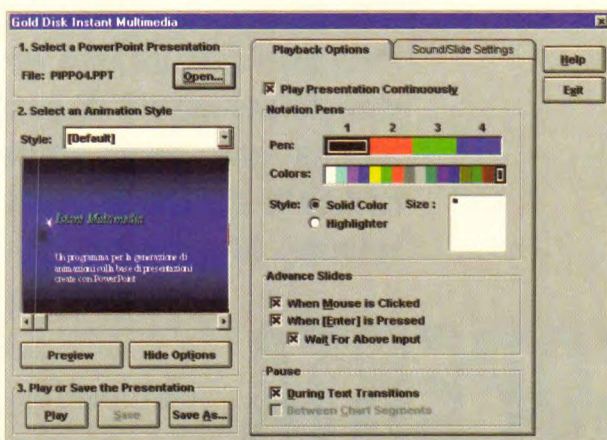 Gold Disk Instant Multimedia
1. Select a PowerPoint Presentation
File: PIPPO4.PPT
Open...
2. Select an Animation Style
Style: [Default]
Multimedia
Un programma per la generazione di
animazioni sulla base di presentazioni
create con PowerPoint
Preview
Hide Options
3. Play or Save the Presentation
Play
Save
Save As...
Playback Options
Sound/Slide Settings
Play Presentation Continuously
Notation Pens
1 2 3 4
Pen:
Colors:
Style: Solid Color Size :
Highlighter
Advance Slides
When Mouse is Clicked
When [Enter] is Pressed
Wait For Above Input
Pause
During Text Transitions
Between Chart Segments
Help
Exit